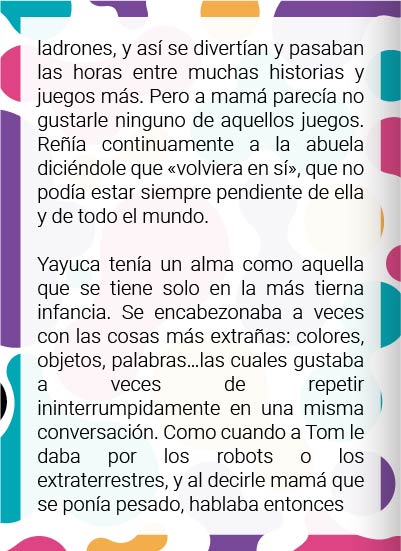 ladrones, y así se divertían y pasaban
las horas entre muchas historias y
juegos más. Pero a mamá parecía no
gustarle ninguno de aquellos juegos.
Reñía continuamente a la abuela
diciéndole que «volviera en sí», que no
podía estar siempre pendiente de ella
y de todo el mundo.

Yayuca tenía un alma como aquella
que se tiene solo en la más tierna
infancia. Se encabezonaba a veces
con las cosas más extrañas: colores,
objetos, palabras...las cuales gustaba
a veces de repetir
ininterrumpidamente en una misma
conversación. Como cuando a Tom le
daba por los robots o los
extraterrestres, y al decirle mamá que
se ponía pesado, hablaba entonces